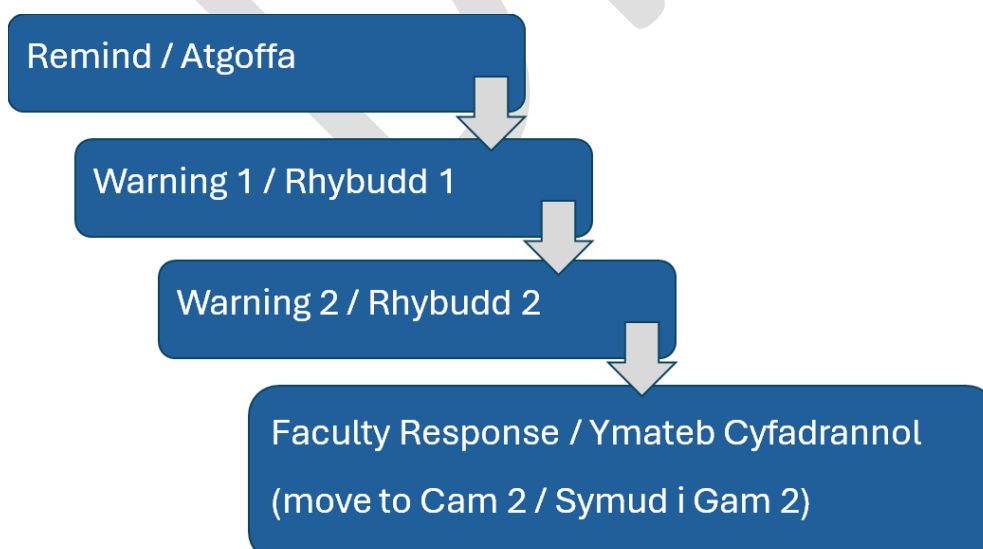 Remind / Atgoffa
Warning 1 / Rhybudd 1
Warning 2 / Rhybudd 2
Faculty Response / Ymateb Cyfadrannol
(move to Cam 2 / Symud i Gam 2)